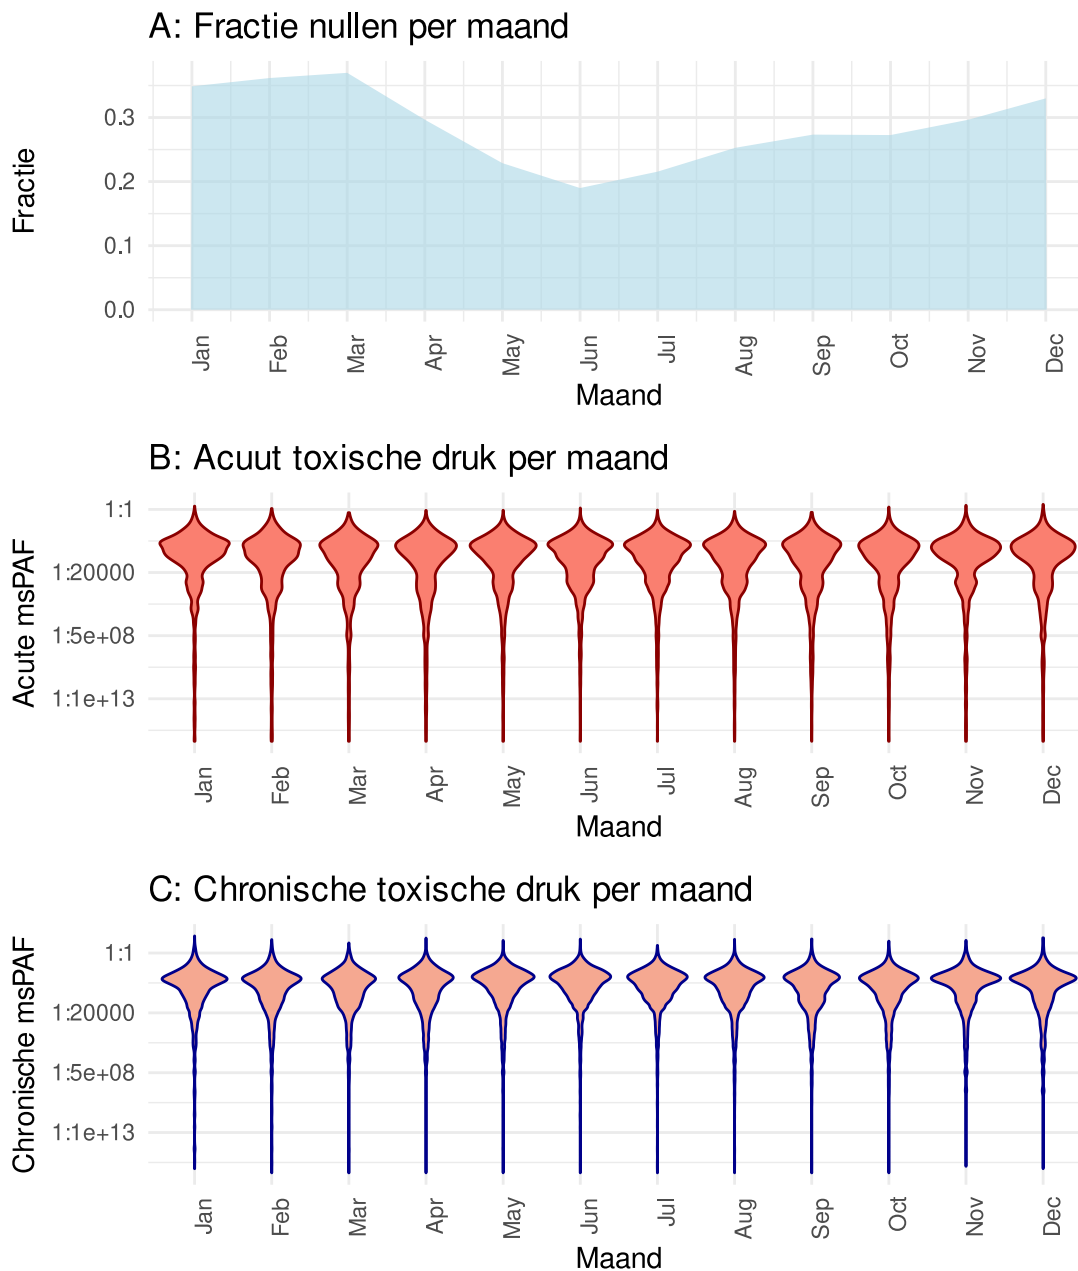 A: Fractie nullen per maand
Fractie
0.3
0.2
0.1
0.0
Jan Feb Mar Apr May Jun Jul Aug Sep Oct Nov Dec
Maand
B: Acuut toxische druk per maand
Acute msPAF
1:1
1:20000
1:5e+08
1:1e+13
Jan Feb Mar Apr May Jun Jul Aug Sep Oct Nov Dec
Maand
C: Chronische toxische druk per maand
Chronische msPAF
1:1
1:20000
1:5e+08
1:1e+13
Jan Feb Mar Apr May Jun Jul Aug Sep Oct Nov Dec
Maand